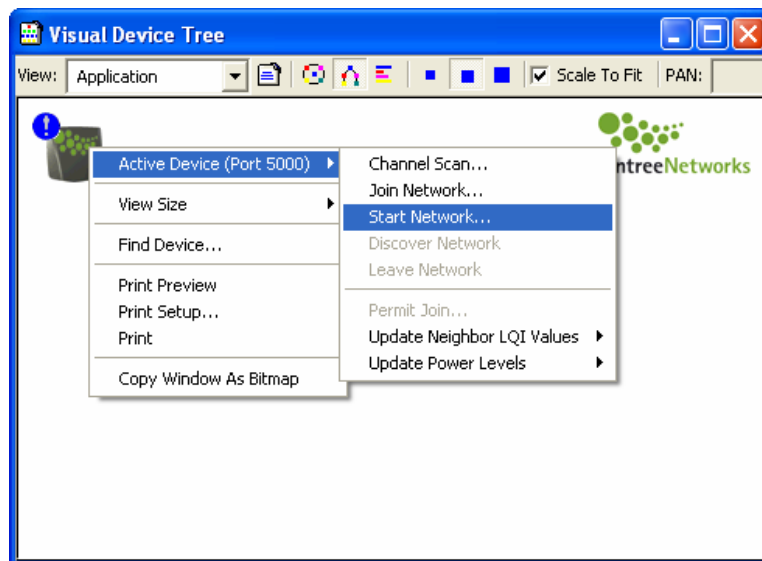 Visual Device Tree
View: Application Scale To Fit PAN:
ntreeNetworks
Active Device (Port 5000)
View Size
Find Device...
Print Preview
Print Setup...
Print
Copy Window As Bitmap
Channel Scan...
Join Network...
Start Network...
Discover Network
Leave Network
Permit Join...
Update Neighbor LQI Values
Update Power Levels